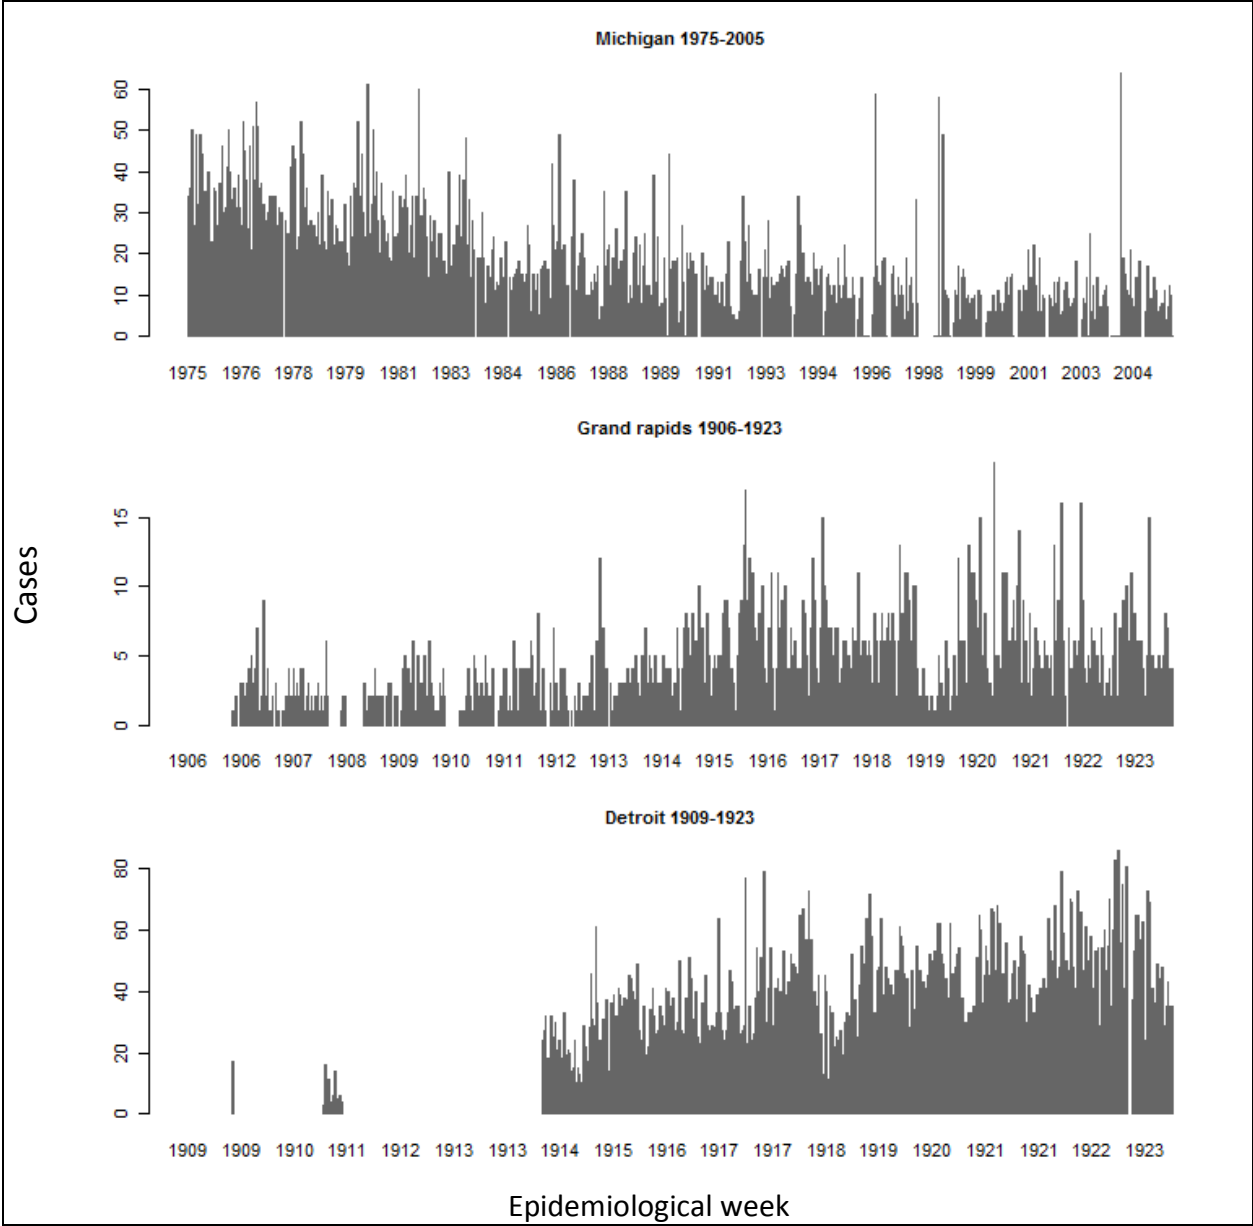 Michigan 1975-2005
60
50
40
30
20
10
0
1975 1976 1978 1979 1981 1983 1984 1986 1988 1989 1991 1993 1994 1996 1998 1999 2001 2003 2004
Grand rapids 1906-1923
15
10
5
0
Cases
1906 1906 1907 1908 1909 1910 1911 1912 1913 1914 1915 1916 1917 1918 1919 1920 1921 1922 1923
Detroit 1909-1923
80
60
40
20
0
1909 1909 1910 1911 1912 1913 1913 1914 1915 1916 1917 1917 1918 1919 1920 1921 1921 1922 1923
Epidemiological week